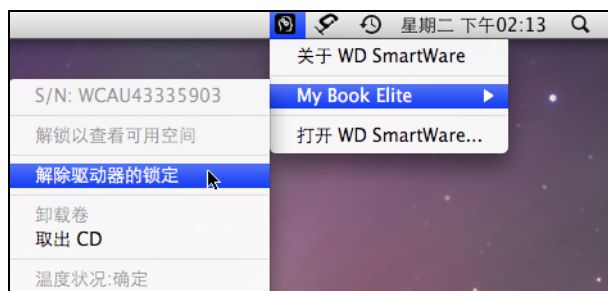 星期二 下午02:13
关于 WD SmartWare
My Book Elite
打开 WD SmartWare...
S/N: WCAU43335903
解锁以查看可用空间
解除驱动器的锁定
卸载卷
取出 CD
温度状况:确定